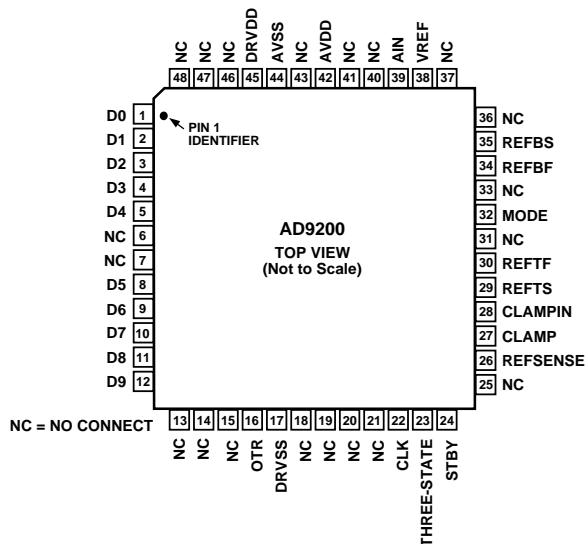 NC NC NC DRVDD AVSS NC AVDD NC NC AIN VREF NC
48 47 46 45 44 43 42 41 40 39 38 37
D0 1
D1 2
D2 3
D3 4
D4 5
NC 6
NC 7
D5 8
D6 9
D7 10
D8 11
D9 12
PIN 1
IDENTIFIER
AD9200
TOP VIEW
(Not to Scale)
36 NC
35 REFBS
34 REFBF
33 NC
32 MODE
31 NC
30 REFTF
29 REFTS
28 CLAMPIN
27 CLAMP
26 REFSENSE
25 NC
NC = NO CONNECT
13 14 15 16 17 18 19 20 21 22 23 24
NC NC NC OTR DRVSS NC NC NC NC CLK THREE-STATE STBY